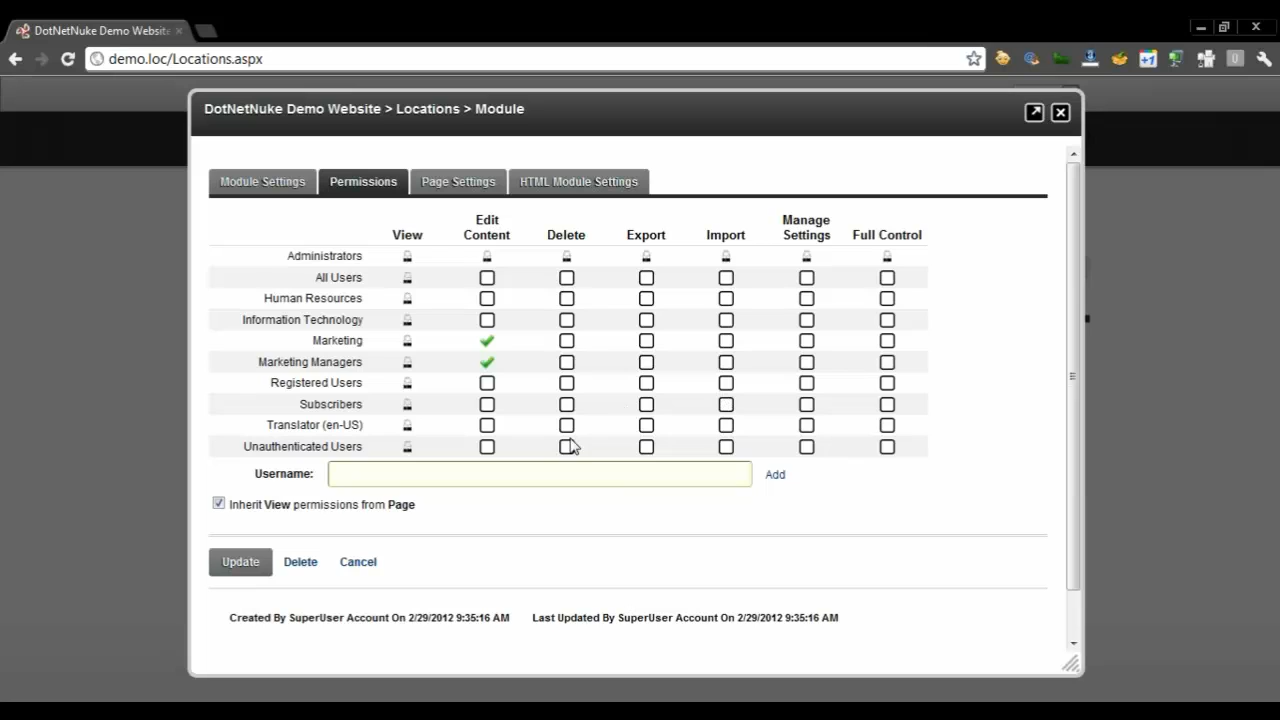 DotNetNuke Demo Website
demo.loc/Locations.aspx
+1
0
DotNetNuke Demo Website > Locations > Module
Module Settings Permissions Page Settings HTML Module Settings
View Edit Content Delete Export Import Manage Settings Full Control
Administrators
All Users
Human Resources
Information Technology
Marketing
Marketing Managers
Registered Users
Subscribers
Translator (en-US)
Unauthenticated Users
Username: Add
Inherit View permissions from Page
Update Delete Cancel
Created By SuperUser Account On 2/29/2012 9:35:16 AM Last Updated By SuperUser Account On 2/29/2012 9:35:16 AM